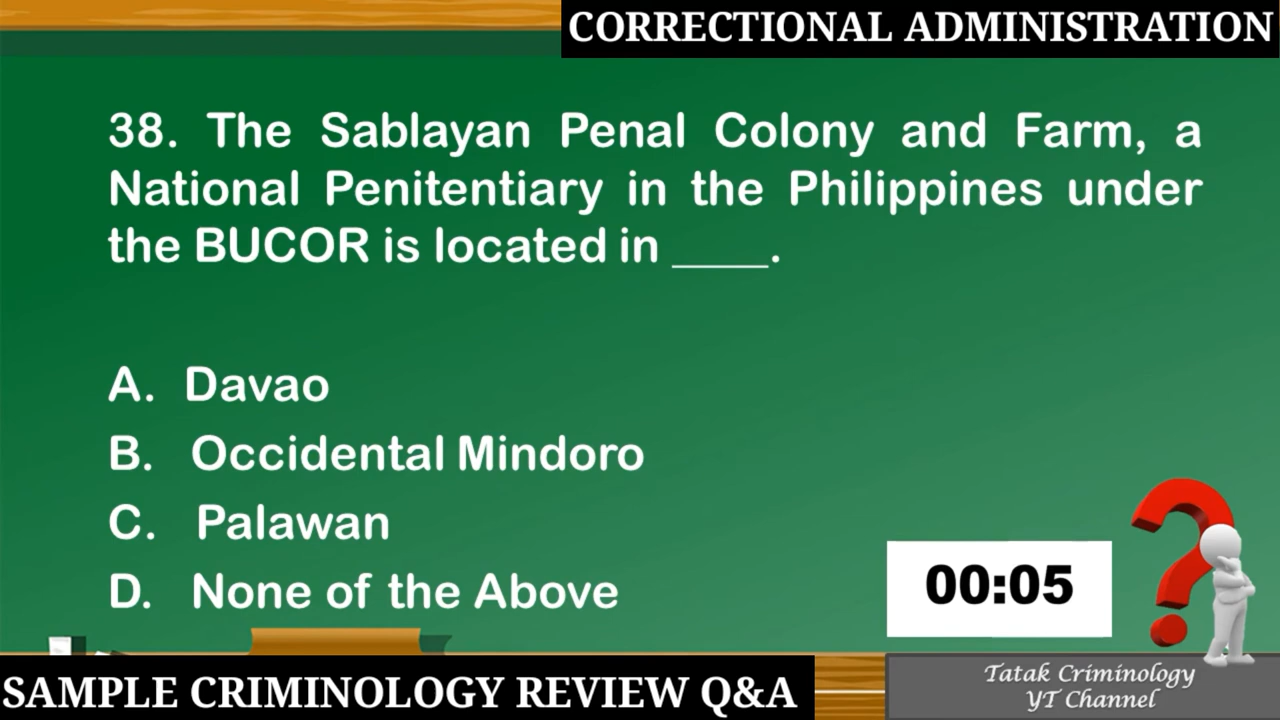 CORRECTIONAL ADMINISTRATION
38. The Sablayan Penal Colony and Farm, a
National Penitentiary in the Philippines under
the BUCOR is located in ____.
A. Davao
B. Occidental Mindoro
C. Palawan
D. None of the Above
00:05
SAMPLE CRIMINOLOGY REVIEW Q&A
Tatak Criminology
YT Channel